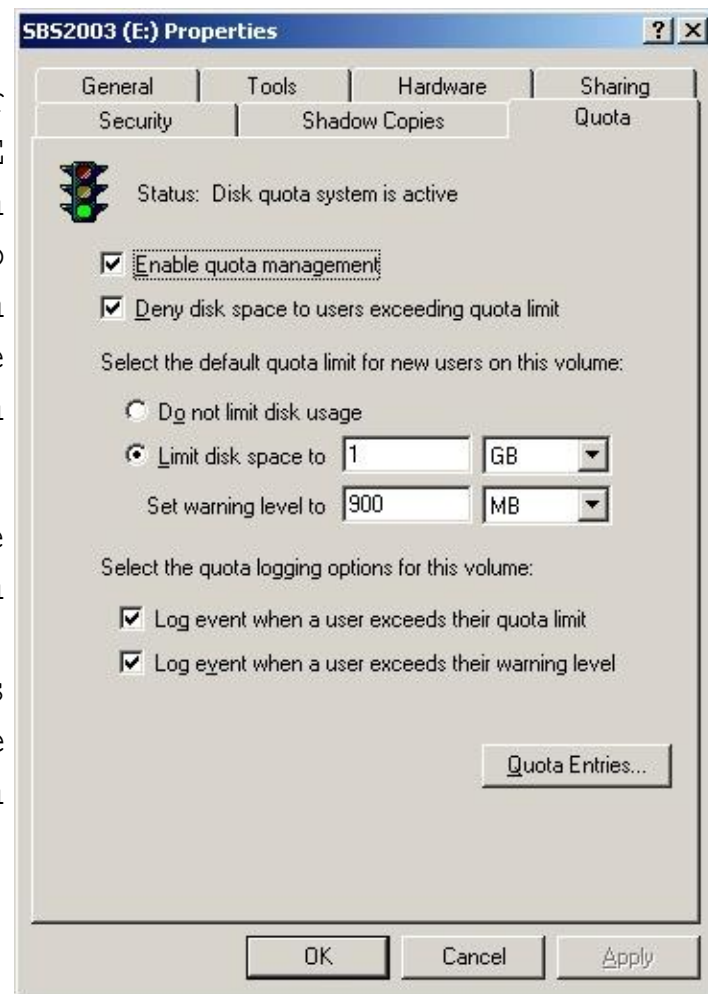 SBS2003 (E:) Properties
General Tools Hardware Sharing
Security Shadow Copies Quota
Status: Disk quota system is active
Enable quota management
Deny disk space to users exceeding quota limit
Select the default quota limit for new users on this volume:
Do not limit disk usage
Limit disk space to 1 GB
Set warning level to 900 MB
Select the quota logging options for this volume:
Log event when a user exceeds their quota limit
Log event when a user exceeds their warning level
Quota Entries...
OK Cancel Apply